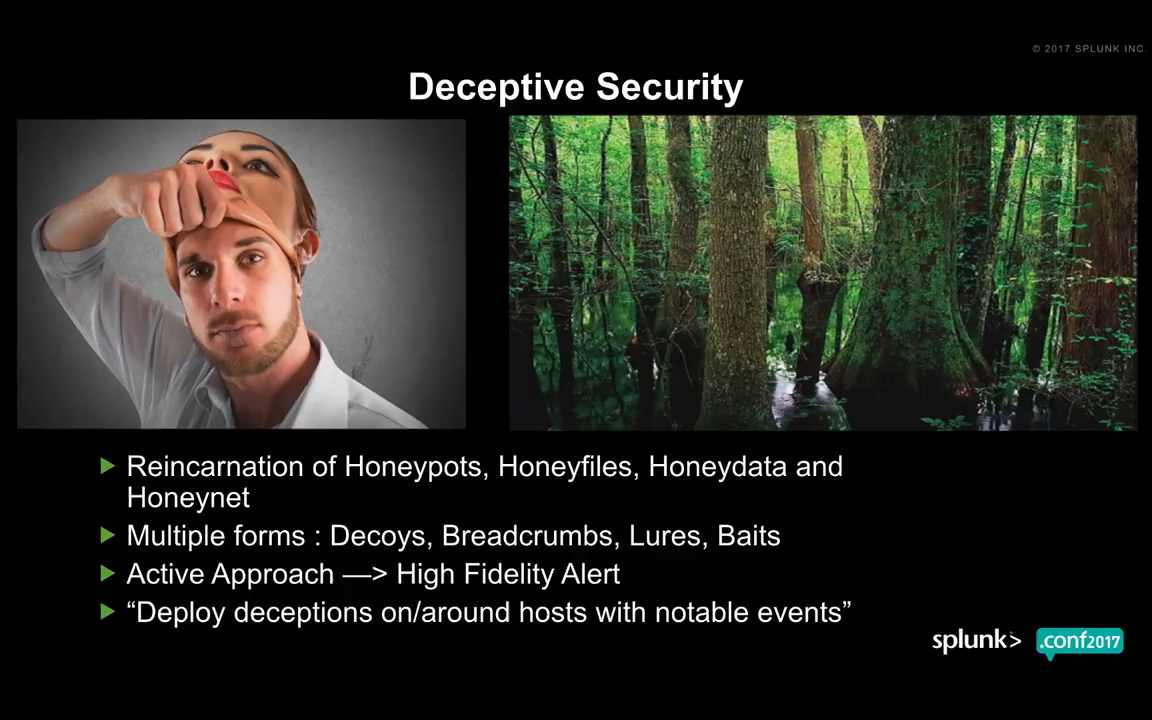 © 2017 SPLUNK INC.
Deceptive Security
Reincarnation of Honeypots, Honeyfiles, Honeydata and
Honeynet
Multiple forms : Decoys, Breadcrumbs, Lures, Baits
Active Approach —> High Fidelity Alert
“Deploy deceptions on/around hosts with notable events”
splunk> .conf2017